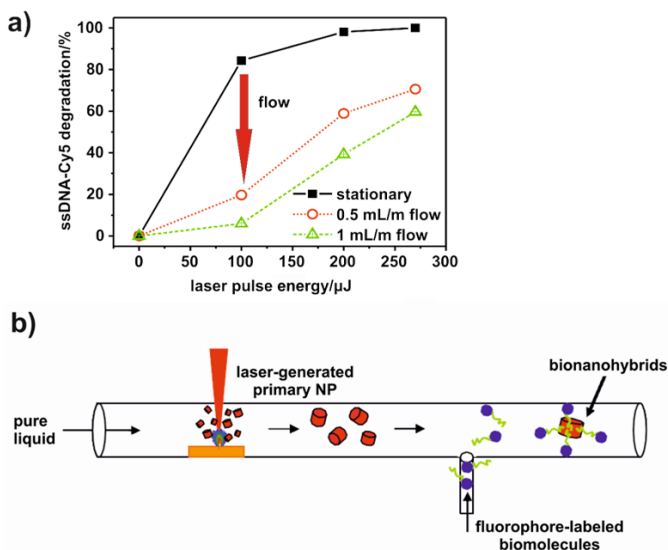 a)
100
80
60
40
20
0
ssDNA-Cy5 degradation/%
flow
stationary
0.5 mL/m flow
1 mL/m flow
0
50
100
150
200
250
300
laser pulse energy/µJ
b)
laser-generated
primary NP
bionanohybrids
pure
liquid
fluorophore-labeled
biomolecules